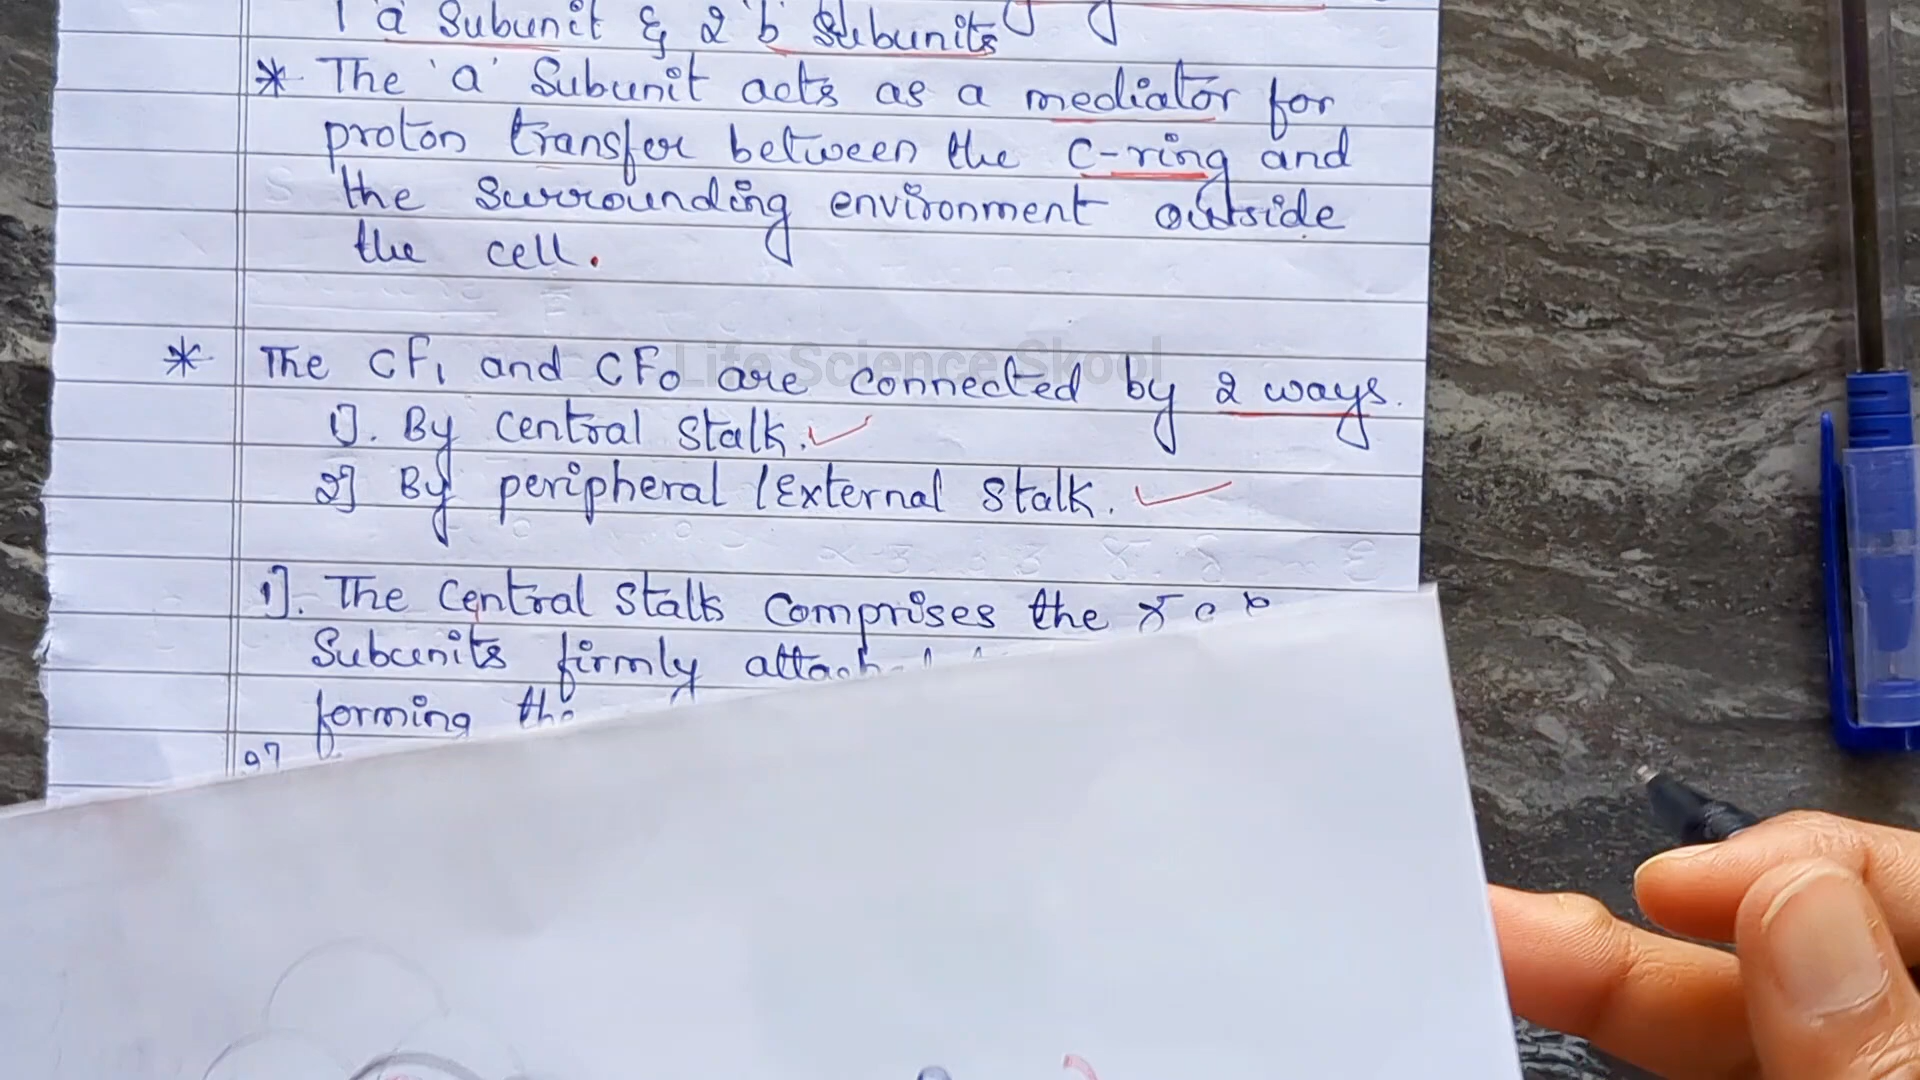 1 'a' Subunit & 2 'b' Subunits
* The 'a' Subunit acts as a mediator for
proton transfer between the c-ring and
the surrounding environment outside
the cell.
* The CF1 and CF0 are connected by 2 ways.
Life Science Skool
1]. By central stalk.
2] By peripheral /External stalk.
1]. The Central Stalk comprises the γ
Subunits firmly
forming